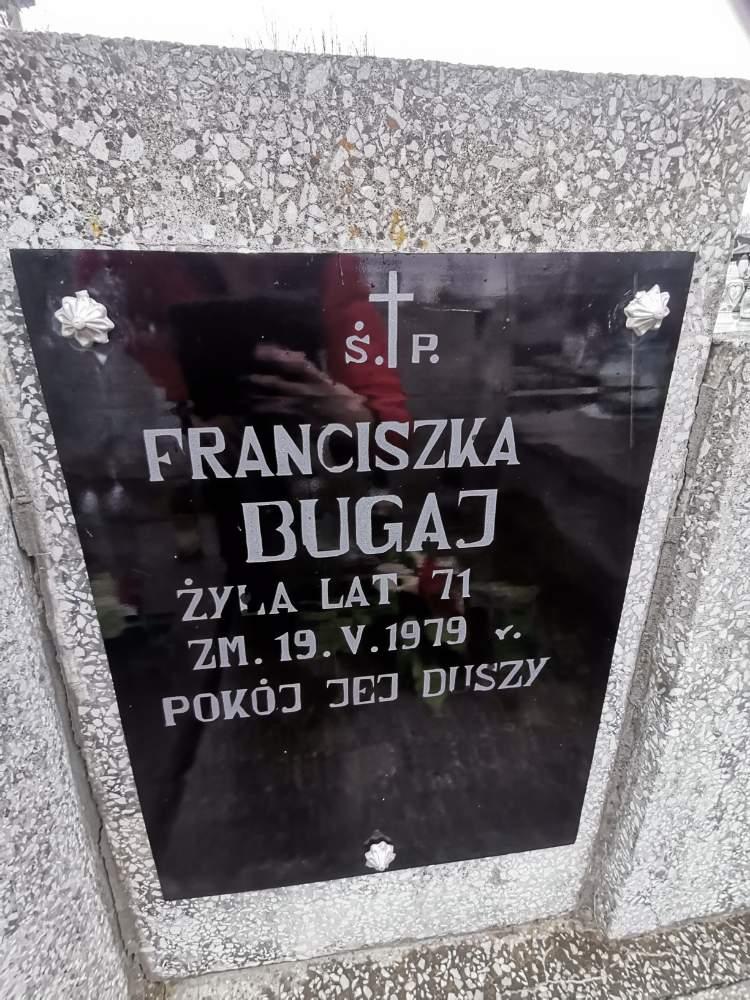 Ś. P.
FRANCISZKA
BUGAJ
ŻYŁA LAT 71
ZM. 19. V. 1979 r.
POKÓJ JEJ DUSZY